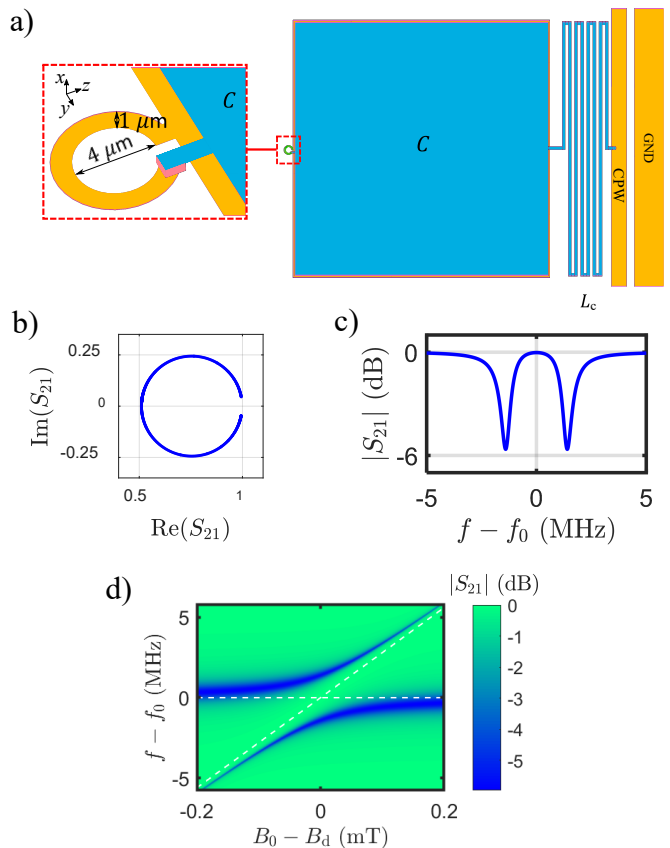 a)
x
z
y
C
1 μm
4 μm
C
CPW
GND
L_c
b)
0.25
0
-0.25
Im(S_21)
0.5
1
Re(S_21)
c)
0
-6
|S_21| (dB)
-5
0
5
f − f_0 (MHz)
d)
|S_21| (dB)
5
0
-5
f − f_0 (MHz)
-0.2
0
0.2
B_0 − B_d (mT)
0
-1
-2
-3
-4
-5